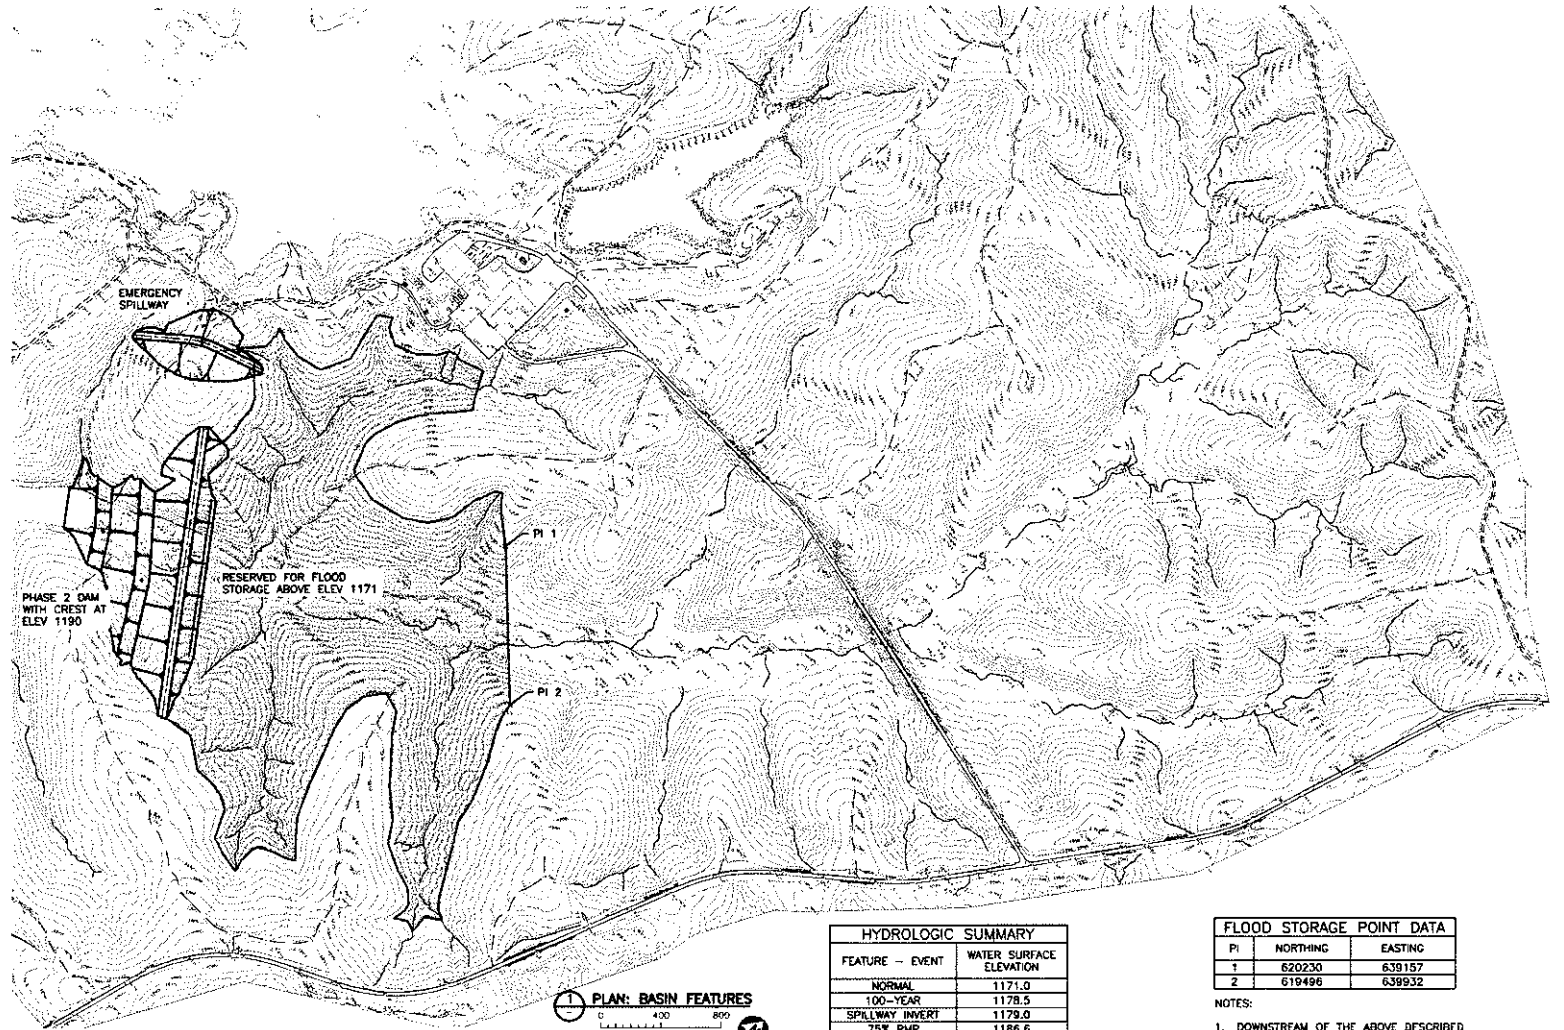 EMERGENCY
SPILLWAY
PI 1
RESERVED FOR FLOOD
STORAGE ABOVE ELEV 1171
PHASE 2 DAM
WITH CREST AT
ELEV 1190
PI 2
1 PLAN: BASIN FEATURES
0 400 800
HYDROLOGIC SUMMARY
FEATURE - EVENT WATER SURFACE
ELEVATION
NORMAL 1171.0
100-YEAR 1178.5
SPILLWAY INVERT 1179.0
75% PMP 1186.6
FLOOD STORAGE POINT DATA
PI NORTHING EASTING
1 620230 639157
2 619496 639932
NOTES:
1. DOWNSTREAM OF THE ABOVE DESCRIBED